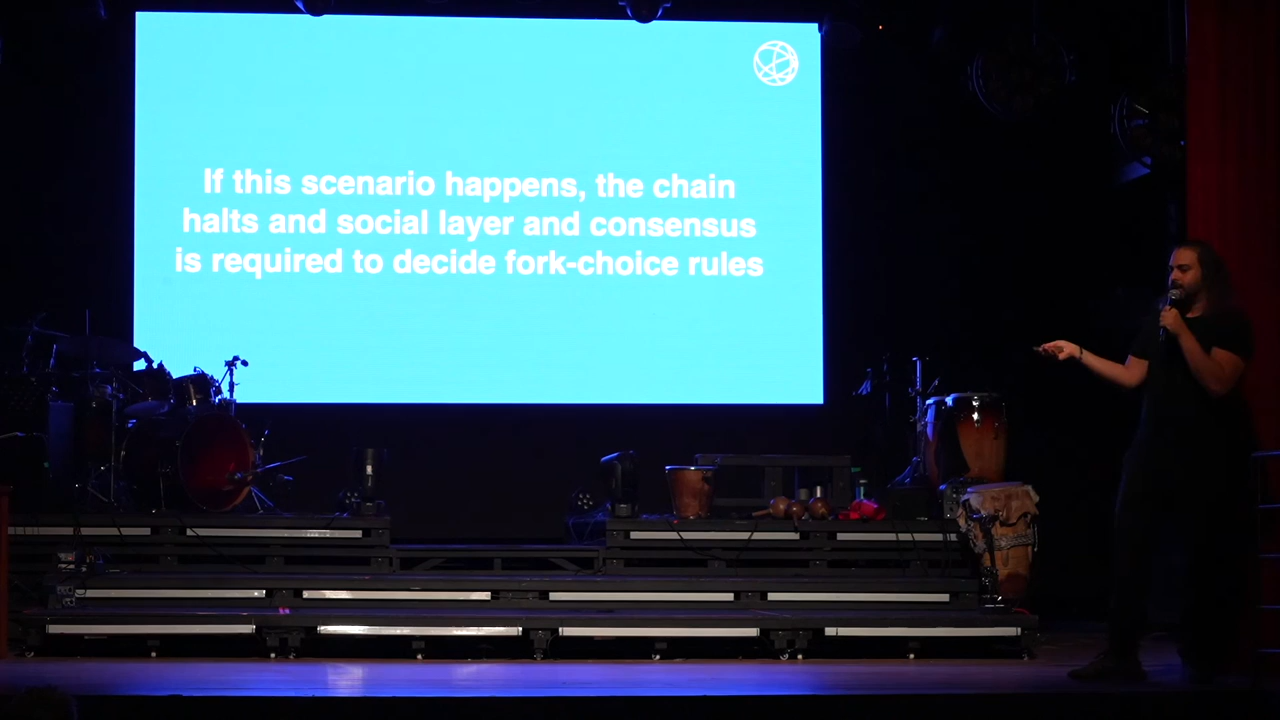 If this scenario happens, the chain
halts and social layer and consensus
is required to decide fork-choice rules